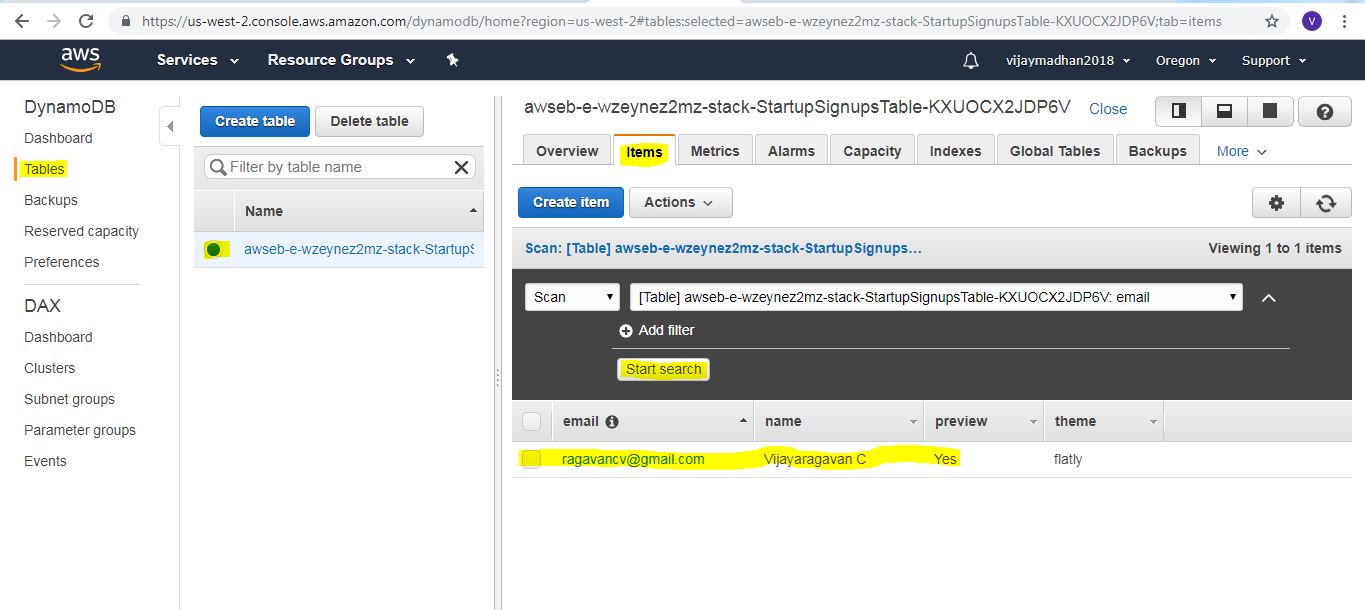 https://us-west-2.console.aws.amazon.com/dynamodb/home?region=us-west-2#tables:selected=awseb-e-wzeynez2mz-stack-StartupSignupsTable-KXUOCX2JDP6V;tab=items
V
aws
Services
Resource Groups
vijaymadhan2018
Oregon
Support
DynamoDB
Dashboard
Tables
Backups
Reserved capacity
Preferences
DAX
Dashboard
Clusters
Subnet groups
Parameter groups
Events
Create table
Delete table
Filter by table name
Name
awseb-e-wzeynez2mz-stack-StartupS
awseb-e-wzeynez2mz-stack-StartupSignupsTable-KXUOCX2JDP6V
Close
Overview
Items
Metrics
Alarms
Capacity
Indexes
Global Tables
Backups
More
Create item
Actions
Scan: [Table] awseb-e-wzeynez2mz-stack-StartupSignups…
Viewing 1 to 1 items
Scan
[Table] awseb-e-wzeynez2mz-stack-StartupSignupsTable-KXUOCX2JDP6V: email
Add filter
Start search
email
name
preview
theme
ragavancv@gmail.com
Vijayaragavan C
Yes
flatly